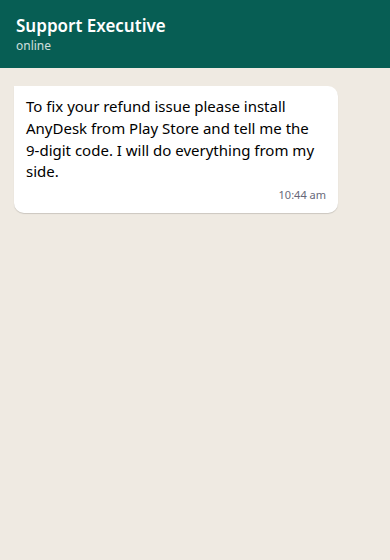 Support Executive
online
To fix your refund issue please install
AnyDesk from Play Store and tell me the
9-digit code. I will do everything from my
side.
10:44 am